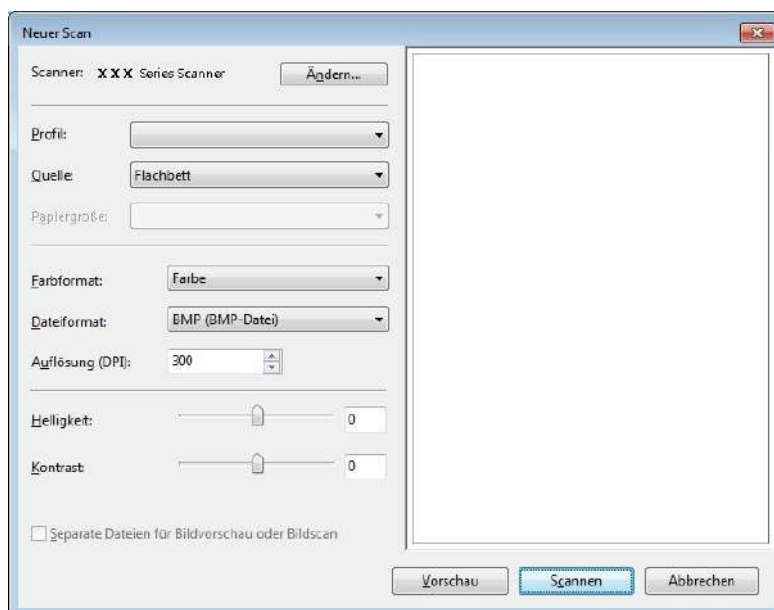 Neuer Scan
Scanner: XXX Series Scanner Ändern...
Profil:
Quelle: Flachbett
Papiergröße:
Farbformat: Farbe
Dateiformat: BMP (BMP-Datei)
Auflösung (DPI): 300
Helligkeit: 0
Kontrast: 0
Separate Dateien für Bildvorschau oder Bildscan
Vorschau Scannen Abbrechen